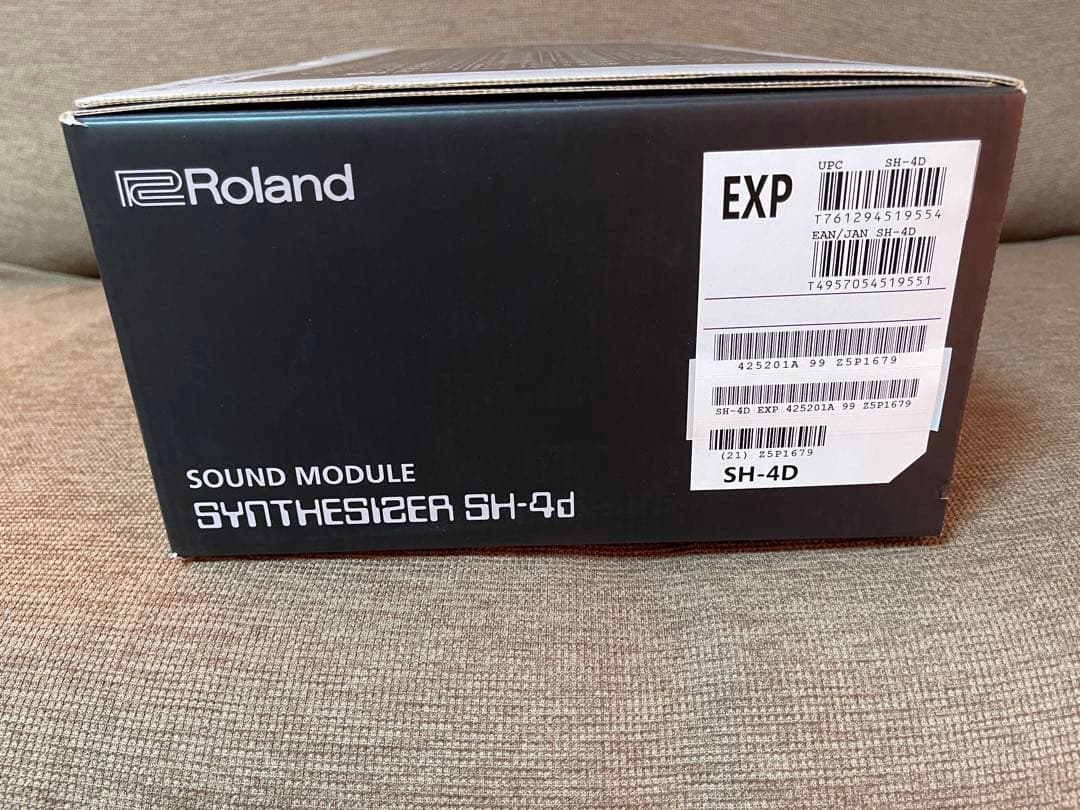 Roland
SOUND MODULE
SYNTHESIZER SH-4d
EXP
UPC SH-4D
T761294519554
EAN/JAN SH-4D
T4957054519551
425201A 99 Z5P1679
SH-4D EXP 425201A 99 Z5P1679
(21) Z5P1679
SH-4D